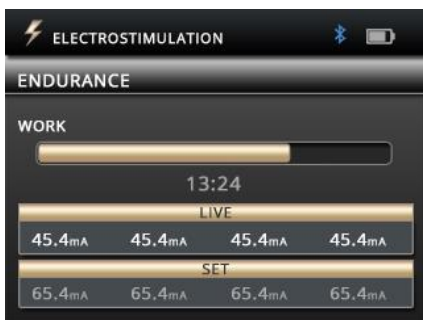 ELECTROSTIMULATION
ENDURANCE
WORK
13:24
LIVE
45.4mA 45.4mA 45.4mA 45.4mA
SET
65.4mA 65.4mA 65.4mA 65.4mA